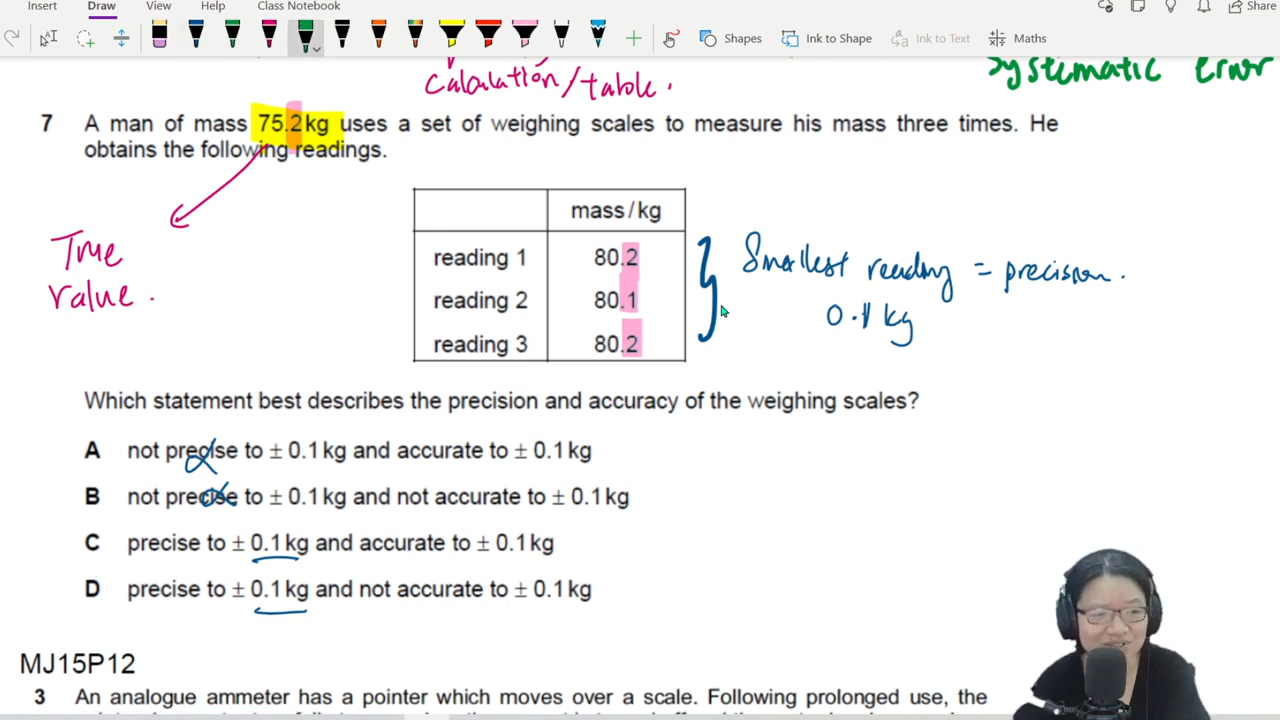 Insert Draw View Help Class Notebook Share
Shapes Ink to Shape Ink to Text Maths
Calculation/table.
Systematic Error
7 A man of mass 75.2 kg uses a set of weighing scales to measure his mass three times. He
obtains the following readings.
True
value.
mass/kg
reading 1 80.2
reading 2 80.1
reading 3 80.2
Smallest reading = precision.
0.1 kg
Which statement best describes the precision and accuracy of the weighing scales?
A not precise to ± 0.1 kg and accurate to ± 0.1 kg
B not precise to ± 0.1 kg and not accurate to ± 0.1 kg
C precise to ± 0.1 kg and accurate to ± 0.1 kg
D precise to ± 0.1 kg and not accurate to ± 0.1 kg
MJ15P12
3 An analogue ammeter has a pointer which moves over a scale. Following prolonged use, the